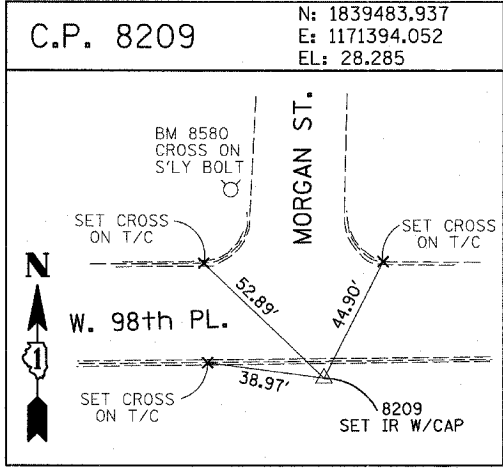 C.P. 8209
N: 1839483.937
E: 1171394.052
EL: 28.285
BM 8580
CROSS ON
S'LY BOLT
MORGAN ST.
SET CROSS
ON T/C
SET CROSS
ON T/C
N
52.89'
44.90'
W. 98th PL.
1
38.97'
SET CROSS
ON T/C
8209
SET IR W/CAP